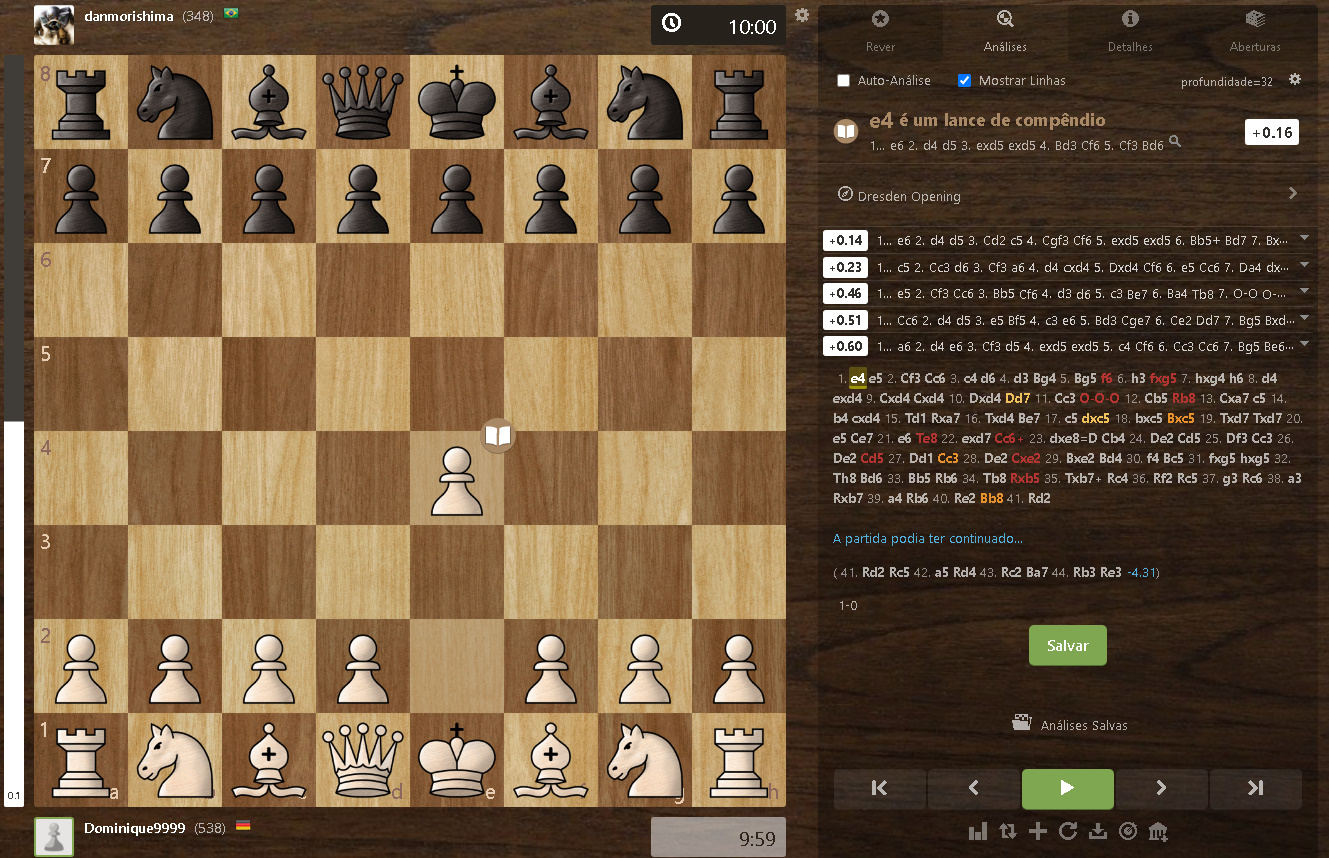 danmorishima (348)
10:00
8
7
6
5
4
3
2
1
a
d
e
g
h
0.1
Dominique9999 (538)
9:59
Rever
Análises
Detalhes
Aberturas
Auto-Análise
Mostrar Linhas
profundidade=32
e4 é um lance de compêndio
+0.16
1... e6 2. d4 d5 3. exd5 exd5 4. Bd3 Cf6 5. Cf3 Bd6
Dresden Opening
+0.14 1... e6 2. d4 d5 3. Cd2 c5 4. Cgf3 Cf6 5. exd5 exd5 6. Bb5+ Bd7 7. Bx...
+0.23 1... c5 2. Cc3 d6 3. Cf3 a6 4. d4 cxd4 5. Dxd4 Cf6 6. e5 Cc6 7. Da4 dx...
+0.46 1... e5 2. Cf3 Cc6 3. Bb5 Cf6 4. d3 d6 5. c3 Be7 6. Ba4 Tb8 7. O-O O-...
+0.51 1... Cc6 2. d4 d5 3. e5 Bf5 4. c3 e6 5. Bd3 Cge7 6. Ce2 Dd7 7. Bg5 Bxd...
+0.60 1... a6 2. d4 e6 3. Cf3 d5 4. exd5 exd5 5. c4 Cf6 6. Cc3 Cc6 7. Bg5 Be6...
1. e4 e5 2. Cf3 Cc6 3. c4 d6 4. d3 Bg4 5. Bg5 f6 6. h3 fxg5 7. hxg4 h6 8. d4
exd4 9. Cxd4 Cxd4 10. Dxd4 Dd7 11. Cc3 O-O-O 12. Cb5 Rb8 13. Cxa7 c5 14.
b4 cxd4 15. Td1 Rxa7 16. Txd4 Be7 17. c5 dxc5 18. bxc5 Bxc5 19. Txd7 Txd7 20.
e5 Ce7 21. e6 Te8 22. exd7 Cc6+ 23. dxe8=D Cb4 24. De2 Cd5 25. Df3 Cc3 26.
De2 Cd5 27. Dd1 Cc3 28. De2 Cxe2 29. Bxe2 Bd4 30. f4 Bc5 31. fxg5 hxg5 32.
Th8 Bd6 33. Bb5 Rb6 34. Tb8 Rxb5 35. Txb7+ Rc4 36. Rf2 Rc5 37. g3 Rc6 38. a3
Rxb7 39. a4 Rb6 40. Re2 Bb8 41. Rd2
A partida podia ter continuado...
( 41. Rd2 Rc5 42. a5 Rd4 43. Rc2 Ba7 44. Rb3 Re3 -4.31)
1-0
Salvar
Análises Salvas